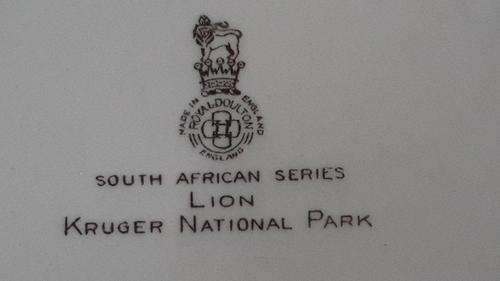 MADE IN ENGLAND
ROYAL DOULTON
ENGLAND
SOUTH AFRICAN SERIES
LION
KRUGER NATIONAL PARK